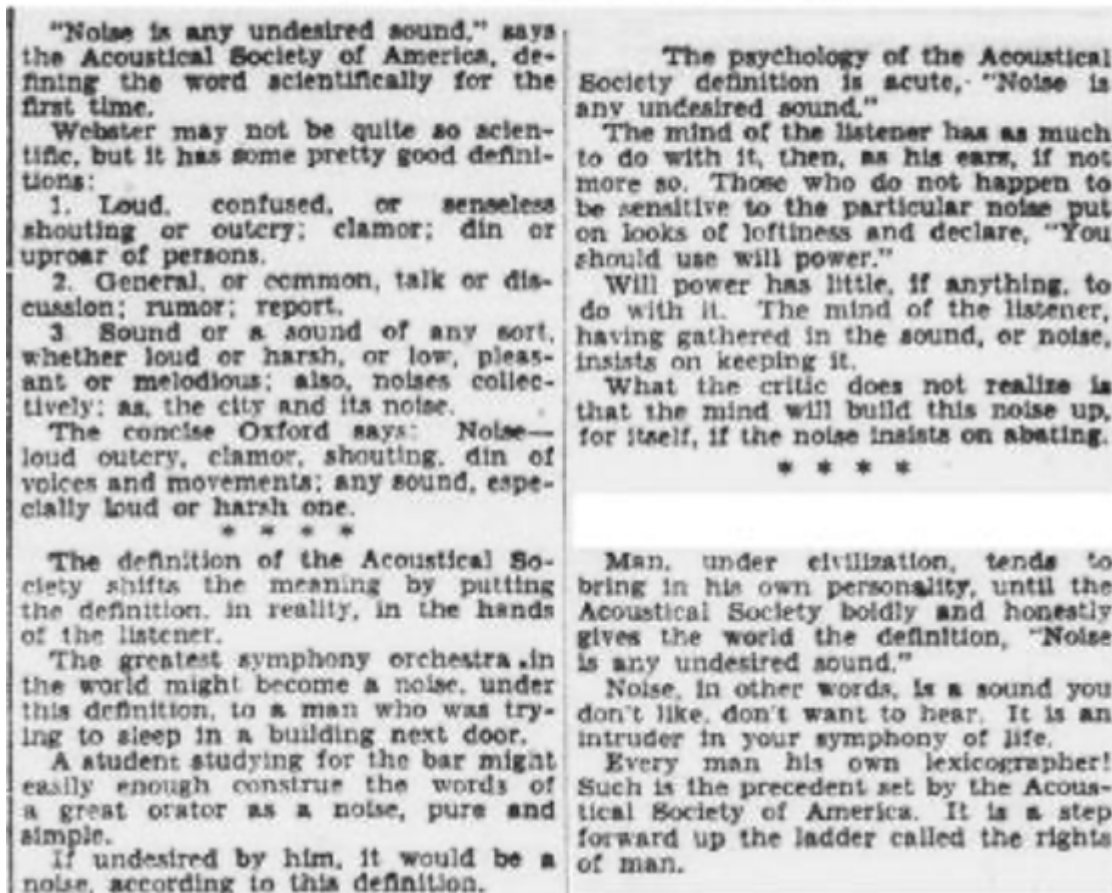 "Noise is any undesired sound," says
the Acoustical Society of America, de-
fining the word scientifically for the
first time.
Webster may not be quite so scien-
tific, but it has some pretty good defini-
tions:
1. Loud, confused, or senseless
shouting or outcry; clamor; din or
uproar of persons.
2. General, or common, talk or dis-
cussion; rumor; report.
3 Sound or a sound of any sort,
whether loud or harsh, or low, pleas-
ant or melodious; also, noises collec-
tively; as, the city and its noise.
The concise Oxford says: Noise—
loud outcry, clamor, shouting, din of
voices and movements; any sound, espe-
cially loud or harsh one.
* * * *
The definition of the Acoustical So-
ciety shifts the meaning by putting
the definition, in reality, in the hands
of the listener.
The greatest symphony orchestra in
the world might become a noise, under
this definition, to a man who was try-
ing to sleep in a building next door.
A student studying for the bar might
easily enough construe the words of
a great orator as a noise, pure and
simple.
If undesired by him, it would be a
noise, according to this definition.
The psychology of the Acoustical
Society definition is acute, "Noise is
any undesired sound."
The mind of the listener has as much
to do with it, then, as his ears, if not
more so. Those who do not happen to
be sensitive to the particular noise put
on looks of loftiness and declare, "You
should use will power."
Will power has little, if anything, to
do with it. The mind of the listener,
having gathered in the sound, or noise,
insists on keeping it.
What the critic does not realize is
that the mind will build this noise up,
for itself, if the noise insists on abating.
* * * *
Man, under civilization, tends to
bring in his own personality, until the
Acoustical Society boldly and honestly
gives the world the definition, "Noise
is any undesired sound."
Noise, in other words, is a sound you
don't like, don't want to hear. It is an
intruder in your symphony of life.
Every man his own lexicographer!
Such is the precedent set by the Acous-
tical Society of America. It is a step
forward up the ladder called the rights
of man.